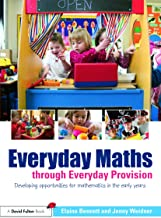 OPEN
Everyday Maths
through Everyday Provision
Developing opportunities for mathematics in the early years
A David Fulton Book
Elaine Bennett and Jenny Weidner